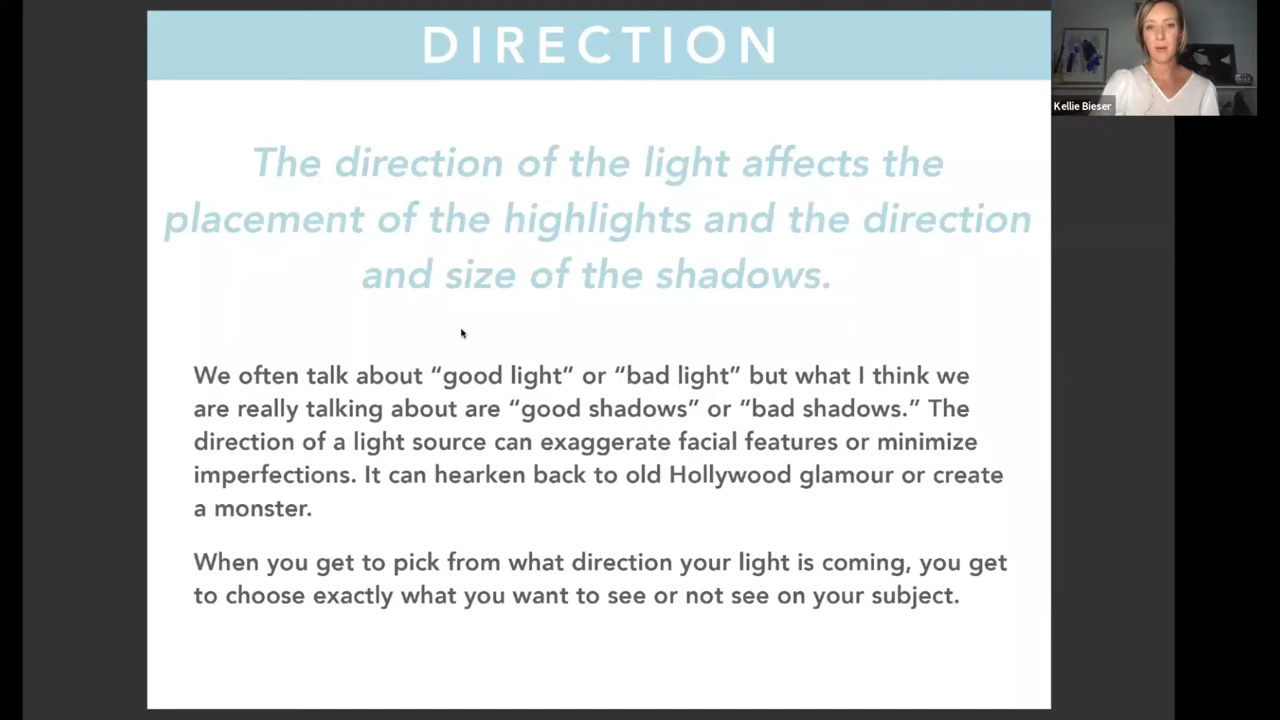 DIRECTION
The direction of the light affects the
placement of the highlights and the direction
and size of the shadows.
We often talk about “good light” or “bad light” but what I think we
are really talking about are “good shadows” or “bad shadows.” The
direction of a light source can exaggerate facial features or minimize
imperfections. It can hearken back to old Hollywood glamour or create
a monster.
When you get to pick from what direction your light is coming, you get
to choose exactly what you want to see or not see on your subject.
Kellie Bieser